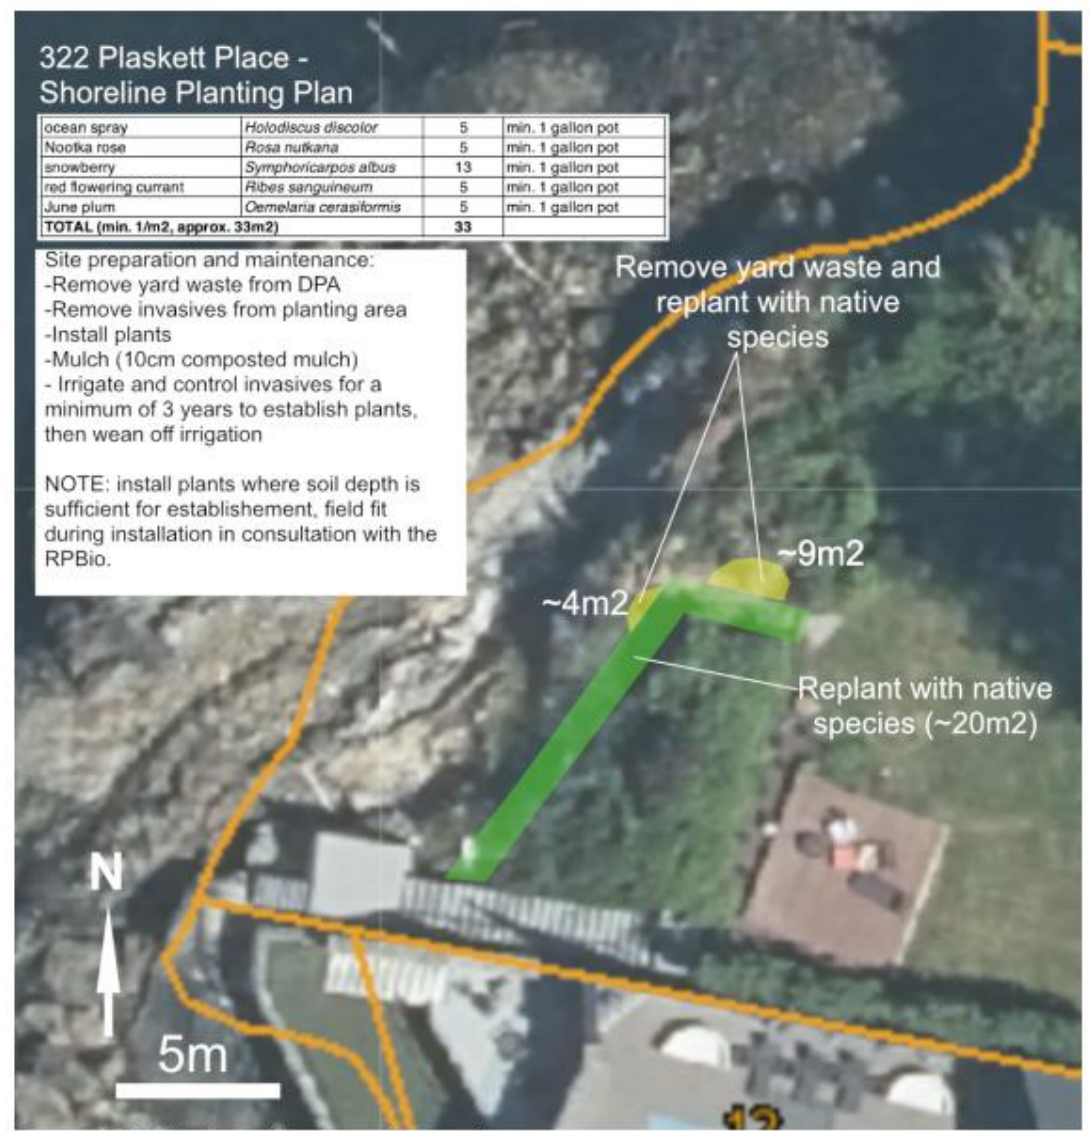 322 Plaskett Place -
Shoreline Planting Plan
ocean spray Holodiscus discolor 5 min. 1 gallon pot
Nootka rose Rosa nutkana 5 min. 1 gallon pot
snowberry Symphoricarpos albus 13 min. 1 gallon pot
red flowering currant Ribes sanguineum 5 min. 1 gallon pot
June plum Oemelaria cerasiformis 5 min. 1 gallon pot
TOTAL (min. 1/m2, approx. 33m2) 33
Site preparation and maintenance:
-Remove yard waste from DPA
-Remove invasives from planting area
-Install plants
-Mulch (10cm composted mulch)
- Irrigate and control invasives for a
minimum of 3 years to establish plants,
then wean off irrigation
NOTE: install plants where soil depth is
sufficient for establishement, field fit
during installation in consultation with the
RPBio.
Remove yard waste and
replant with native
species
~9m2
~4m2
Replant with native
species (~20m2)
N
5m
12